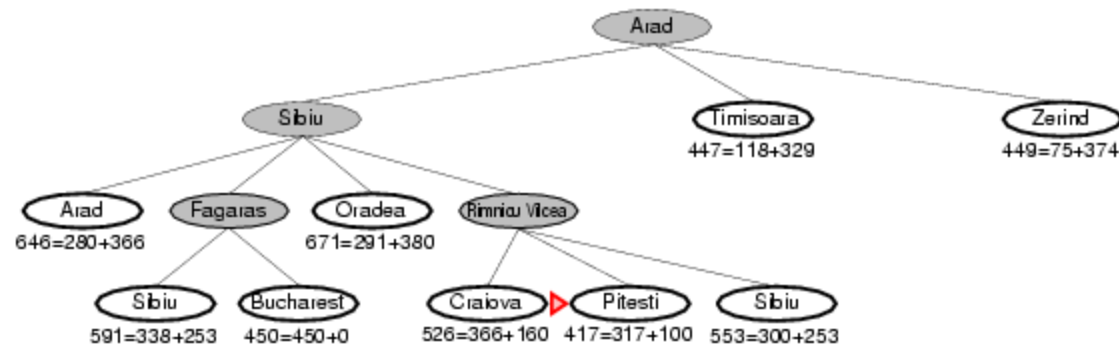 Arad
Sibiu Timisoara Zerind
447=118+329 449=75+374
Arad Fagaras Oradea Rimnicu Vilcea
646=280+366 671=291+380
Sibiu Bucharest Craiova Pitesti Sibiu
591=338+253 450=450+0 526=366+160 417=317+100 553=300+253